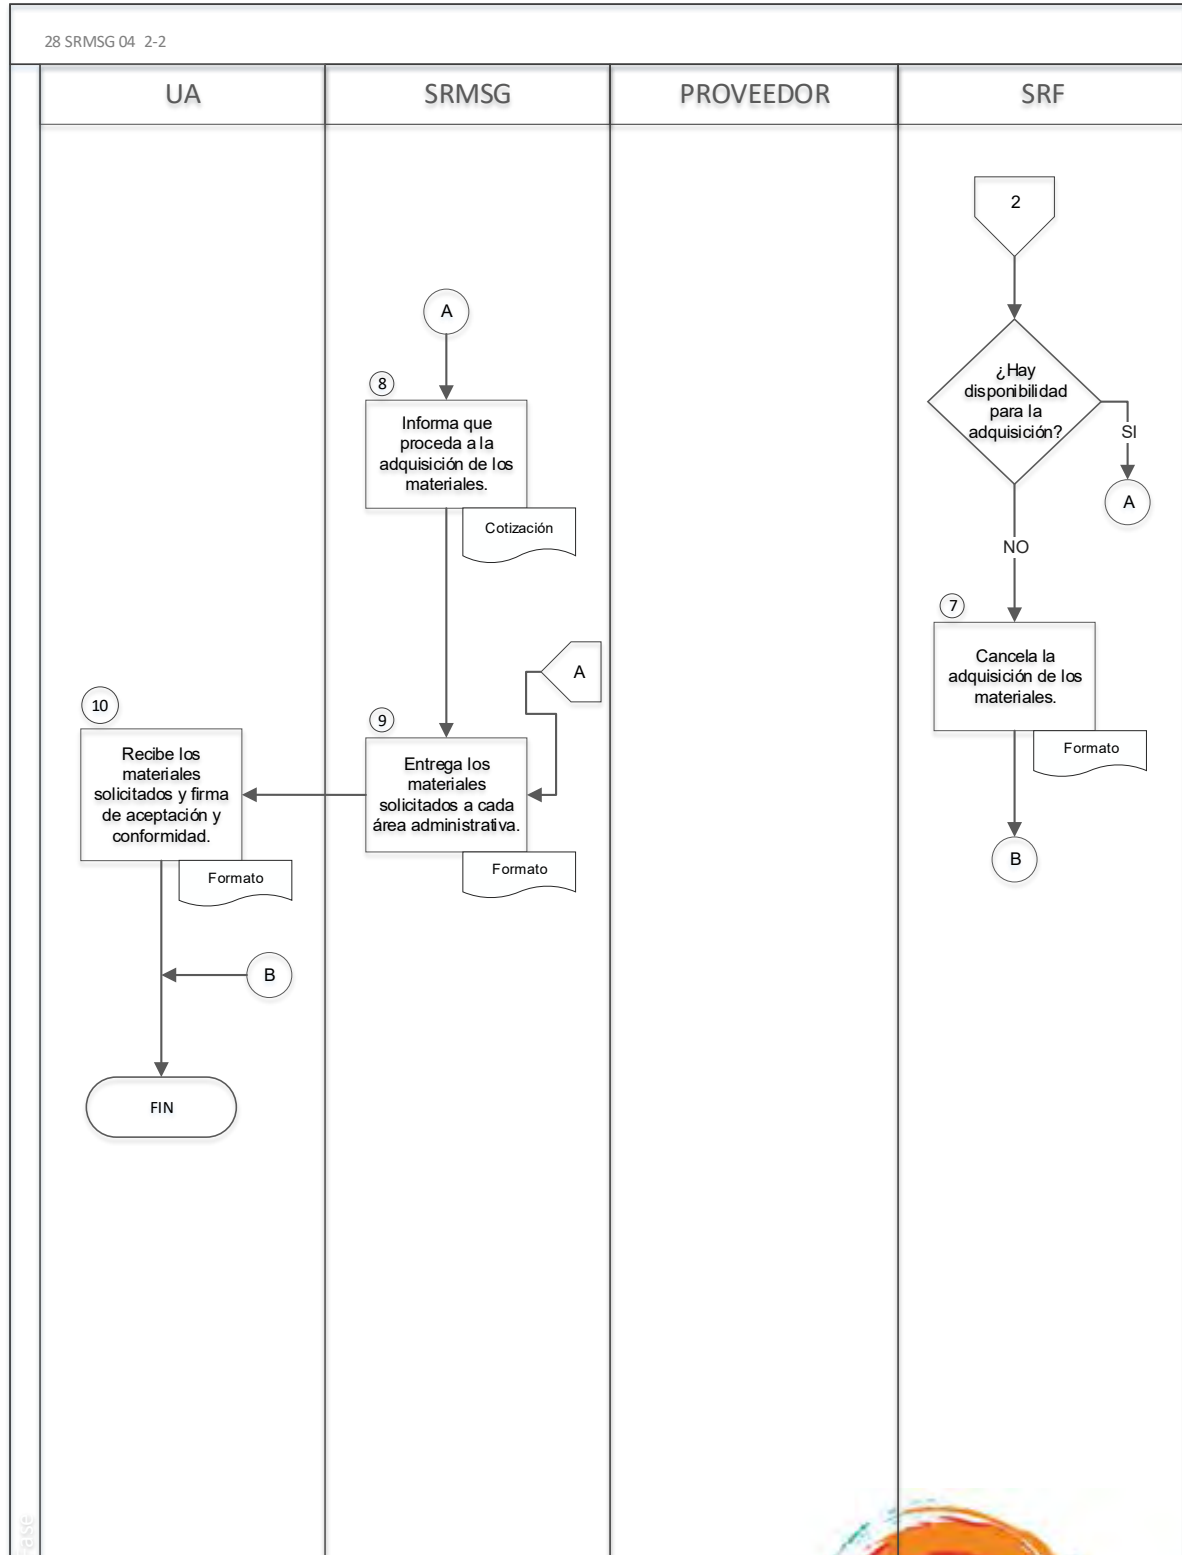 28 SRMSG 04 2-2
UA
SRMSG
PROVEEDOR
SRF
2
¿Hay
disponibilidad
para la
adquisición?
SI
A
NO
7
Cancela la
adquisición de los
materiales.
Formato
B
A
8
Informa que
proceda a la
adquisición de los
materiales.
Cotización
A
9
Entrega los
materiales
solicitados a cada
área administrativa.
Formato
10
Recibe los
materiales
solicitados y firma
de aceptación y
conformidad.
Formato
B
FIN
Fase